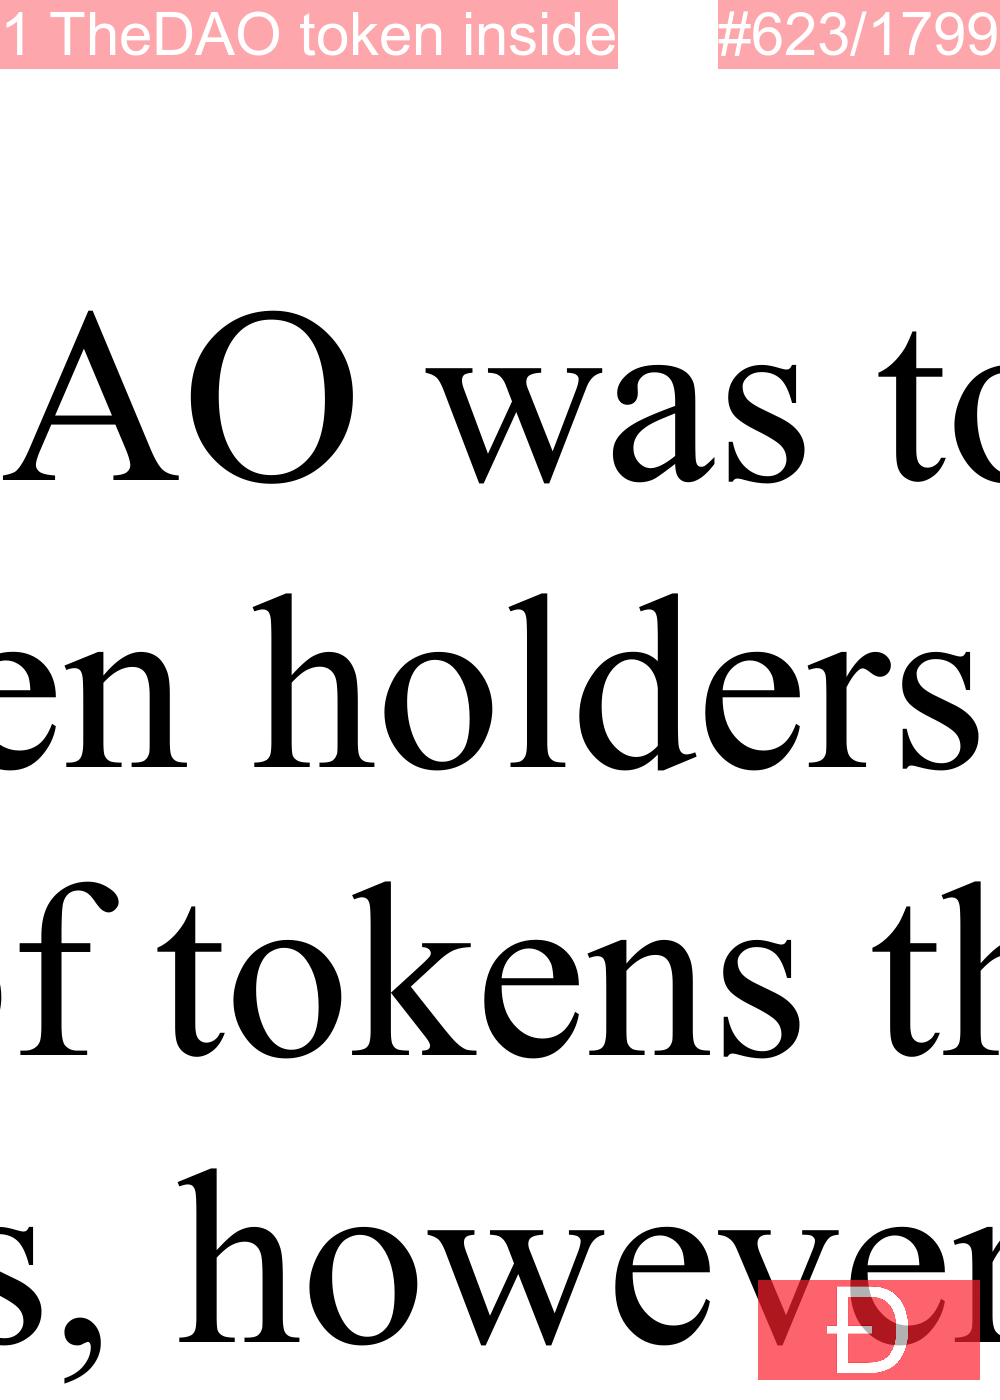 1 TheDAO token inside #623/1799
AO was to
en holders
of tokens th
s, however
Đ